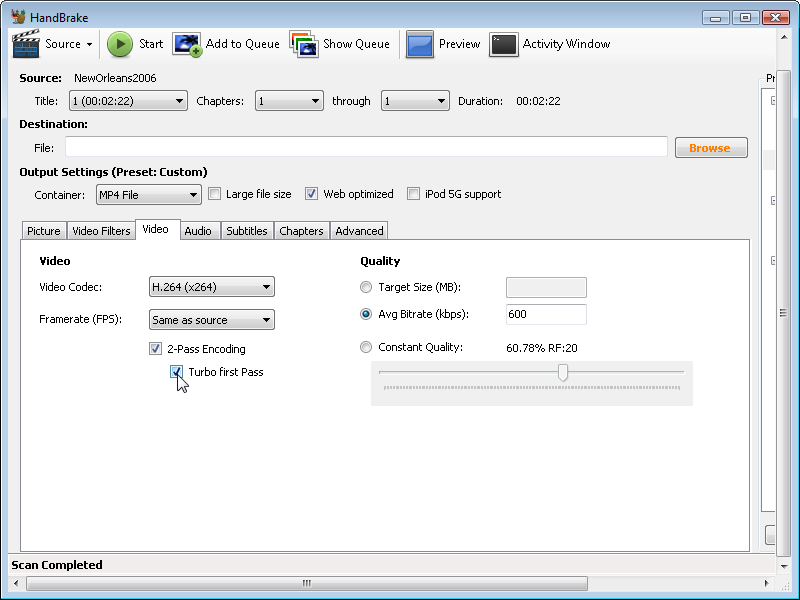 HandBrake
Source Start Add to Queue Show Queue Preview Activity Window
Source: NewOrleans2006
Title: 1 (00:02:22) Chapters: 1 through 1 Duration: 00:02:22
Destination:
File: Browse
Output Settings (Preset: Custom)
Container: MP4 File Large file size Web optimized iPod 5G support
Picture Video Filters Video Audio Subtitles Chapters Advanced
Video Quality
Video Codec: H.264 (x264) Target Size (MB):
Framerate (FPS): Same as source Avg Bitrate (kbps): 600
2-Pass Encoding Constant Quality: 60.78% RF:20
Turbo first Pass
Scan Completed